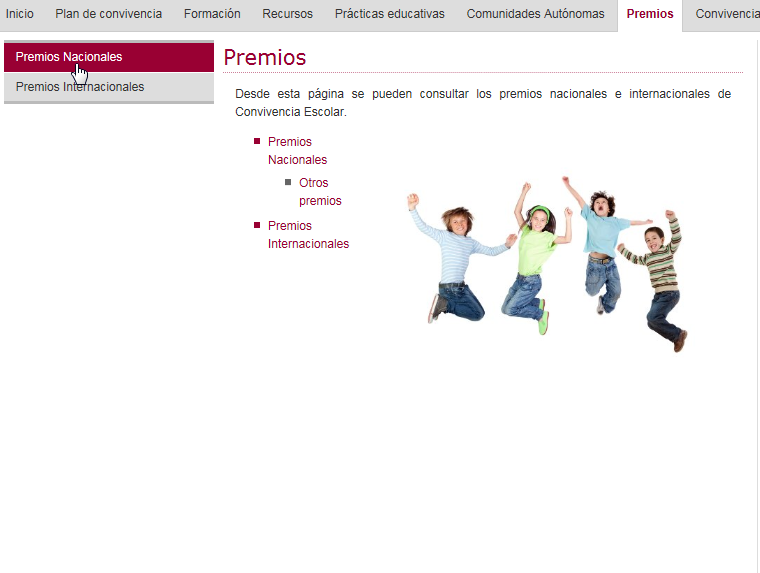 Inicio Plan de convivencia Formación Recursos Prácticas educativas Comunidades Autónomas Premios Convivencia
Premios Nacionales
Premios Internacionales
Premios
Desde esta página se pueden consultar los premios nacionales e internacionales de
Convivencia Escolar.
Premios
Nacionales
Otros
premios
Premios
Internacionales